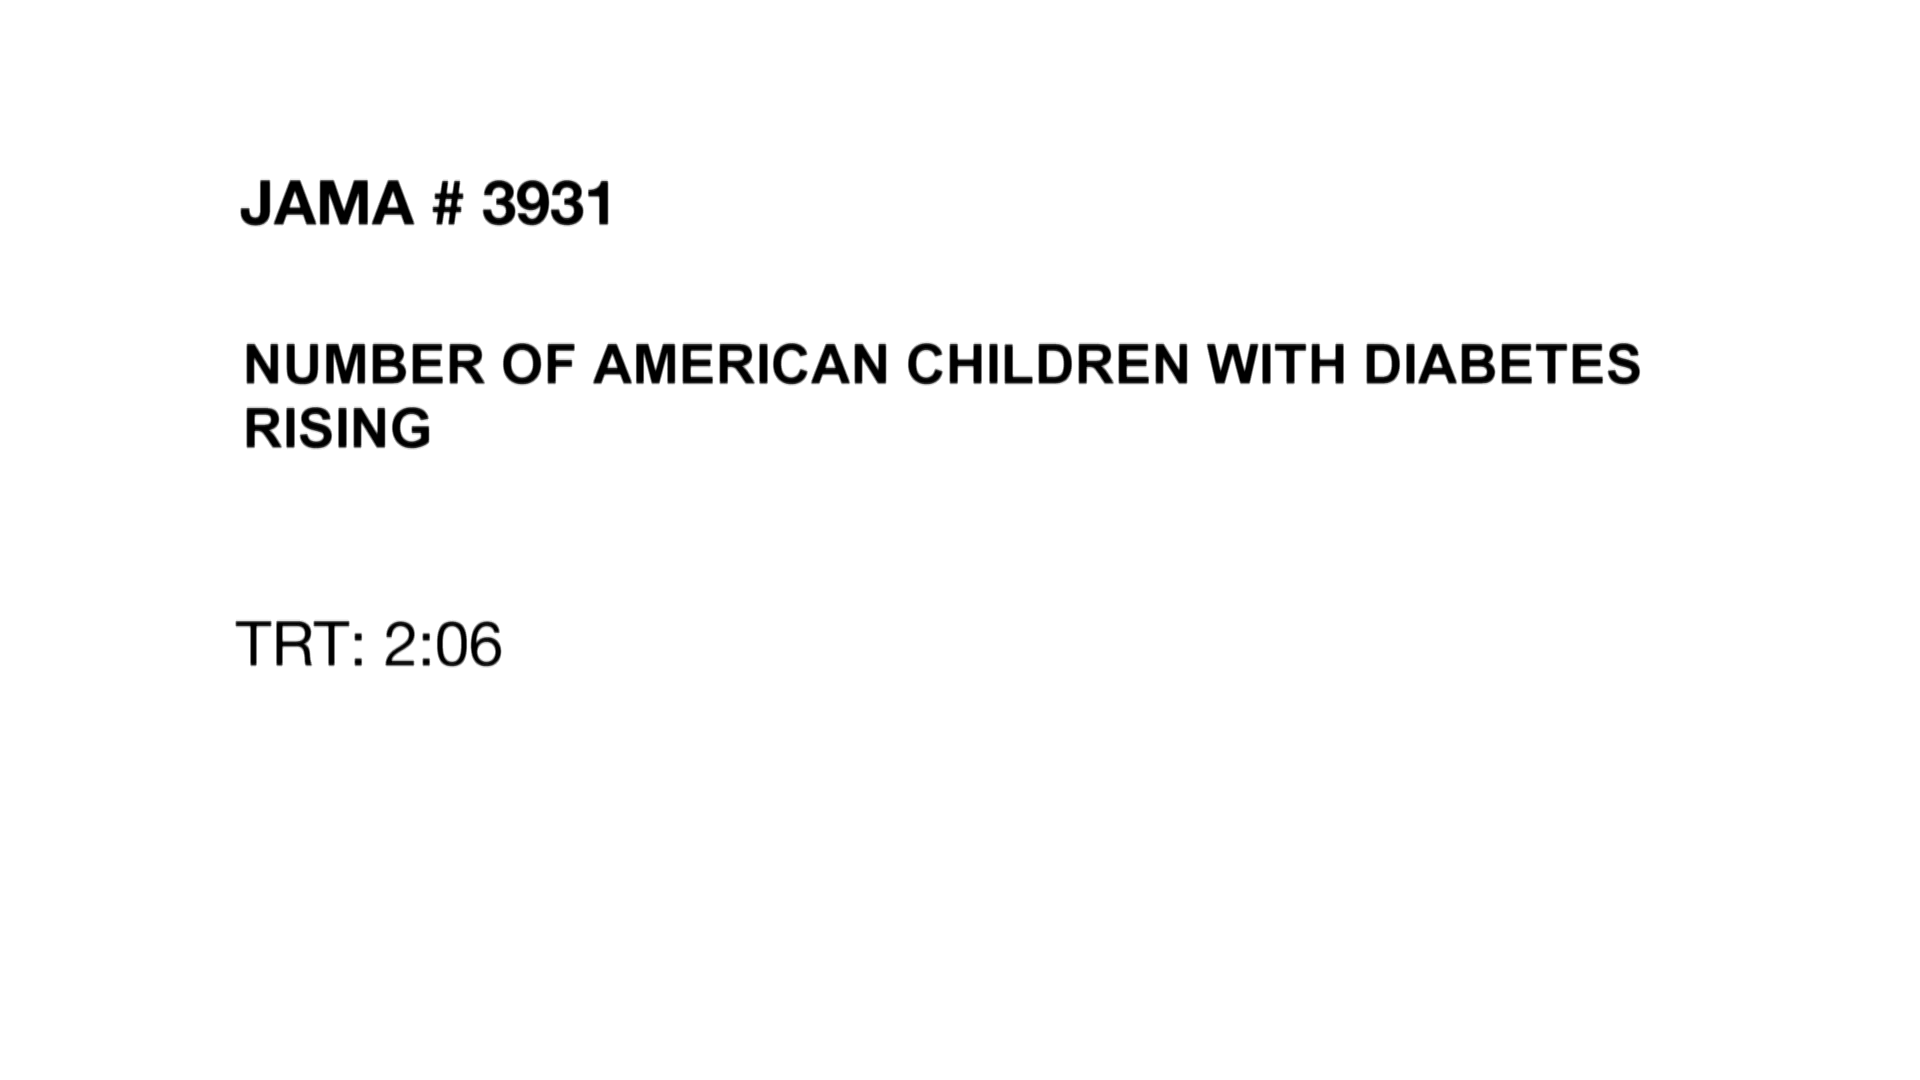 JAMA # 3931
NUMBER OF AMERICAN CHILDREN WITH DIABETES
RISING
TRT: 2:06